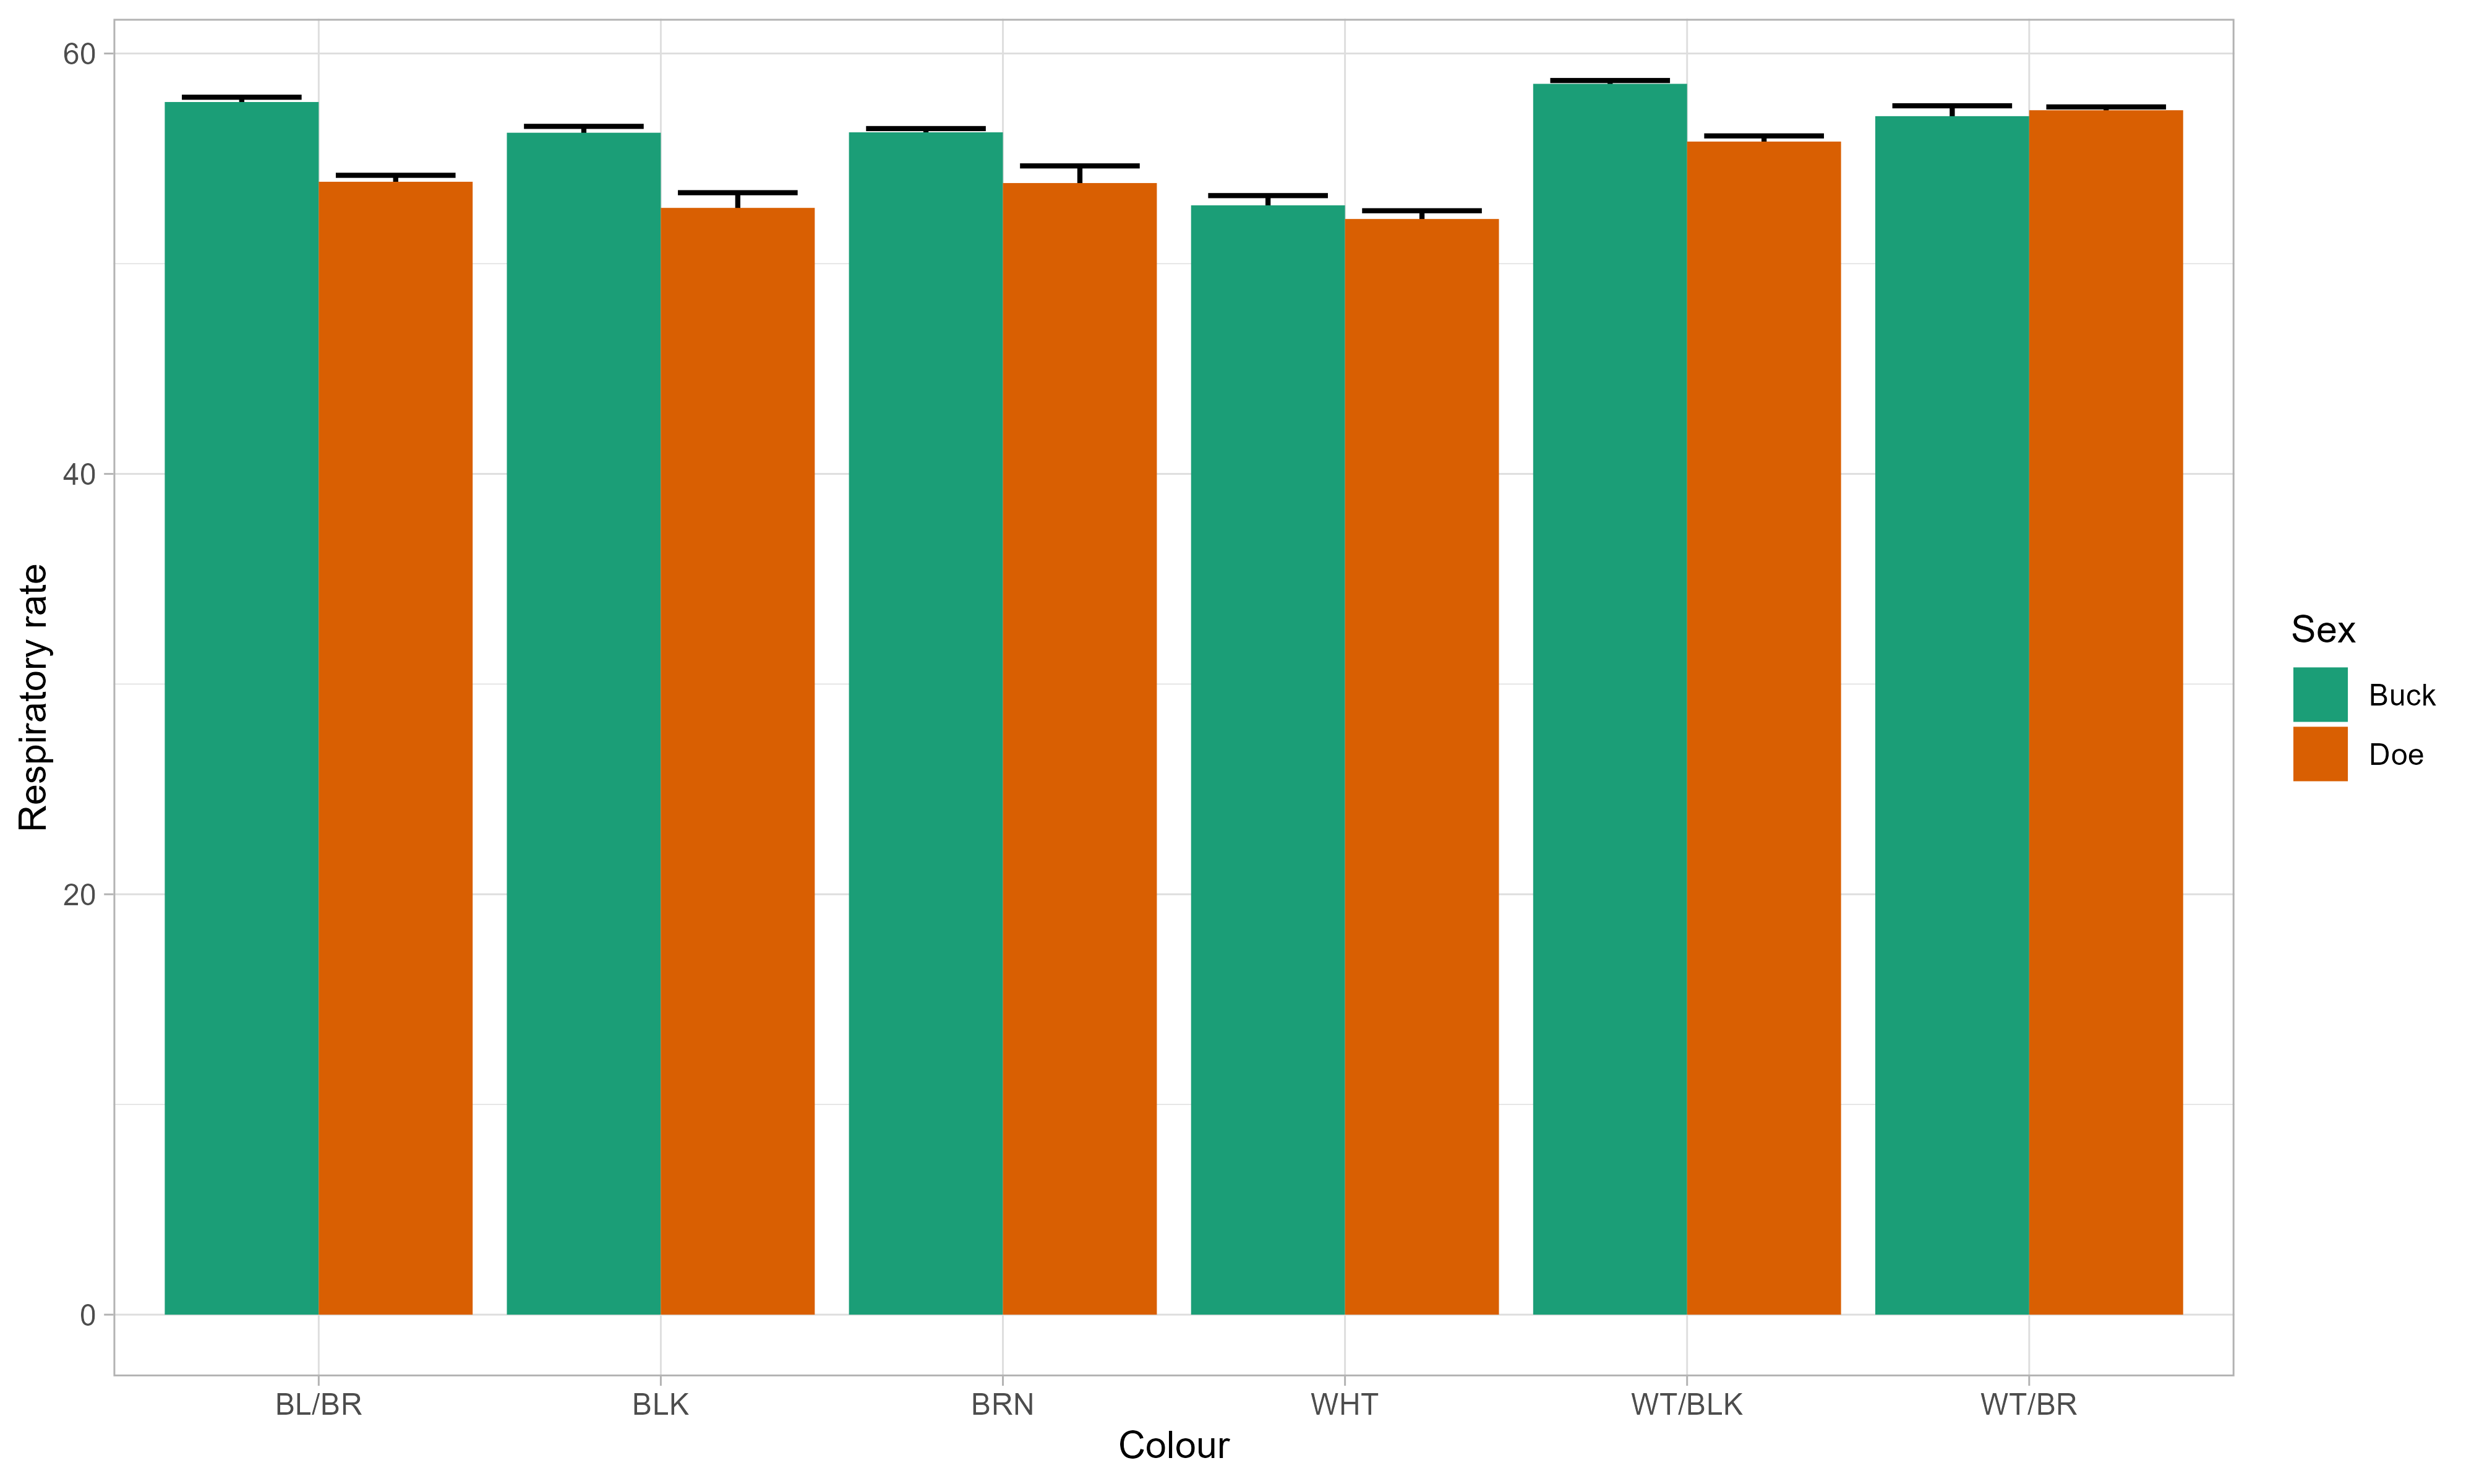 60
40
20
0
Respiratory rate
BL/BR
BLK
BRN
WHT
WT/BLK
WT/BR
Colour
Sex
Buck
Doe